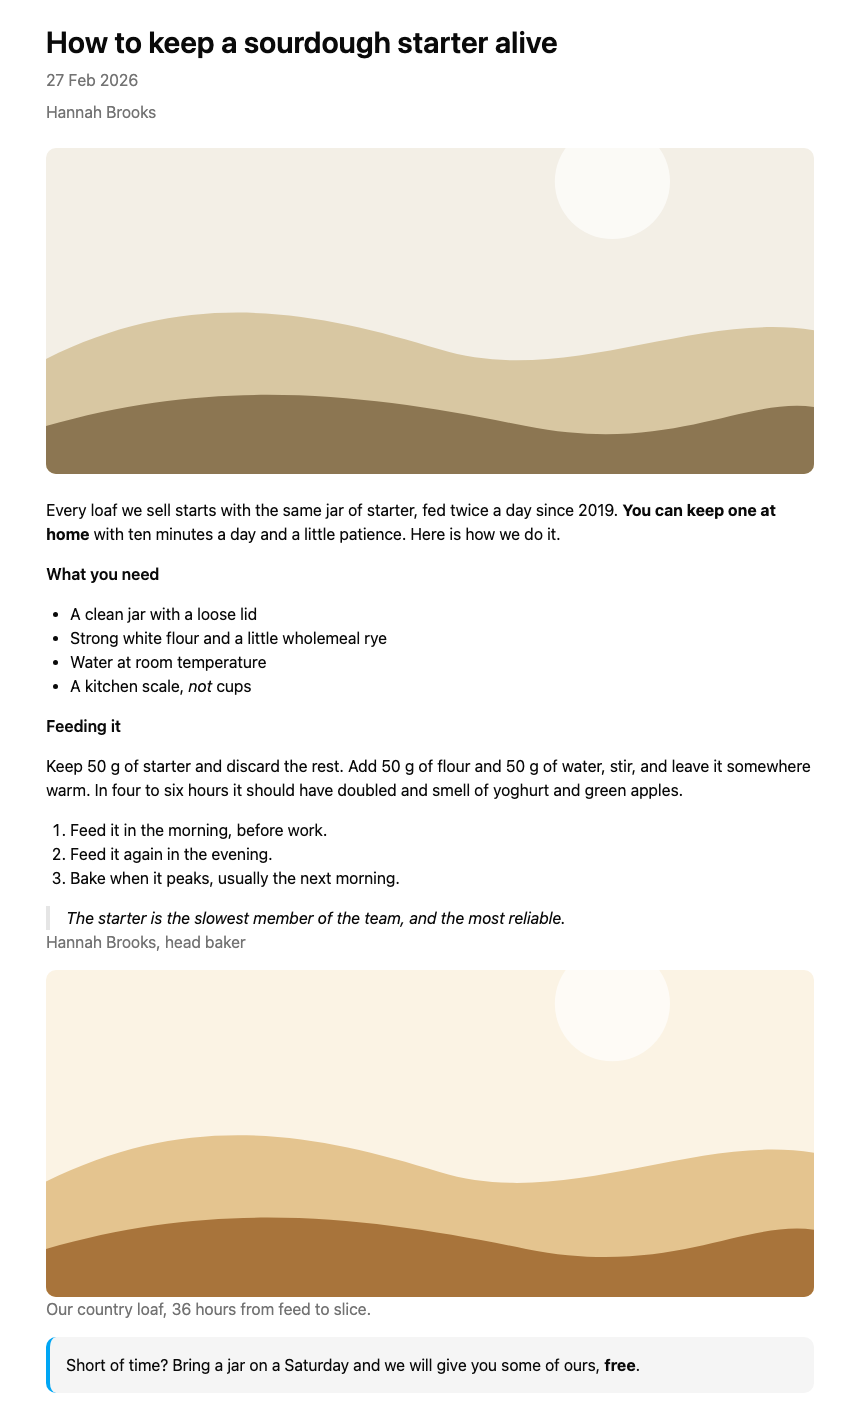 How to keep a sourdough starter alive
27 Feb 2026
Hannah Brooks
Every loaf we sell starts with the same jar of starter, fed twice a day since 2019. You can keep one at
home with ten minutes a day and a little patience. Here is how we do it.
What you need
• A clean jar with a loose lid
• Strong white flour and a little wholemeal rye
• Water at room temperature
• A kitchen scale, not cups
Feeding it
Keep 50 g of starter and discard the rest. Add 50 g of flour and 50 g of water, stir, and leave it somewhere
warm. In four to six hours it should have doubled and smell of yoghurt and green apples.
1. Feed it in the morning, before work.
2. Feed it again in the evening.
3. Bake when it peaks, usually the next morning.
The starter is the slowest member of the team, and the most reliable.
Hannah Brooks, head baker
Our country loaf, 36 hours from feed to slice.
Short of time? Bring a jar on a Saturday and we will give you some of ours, free.